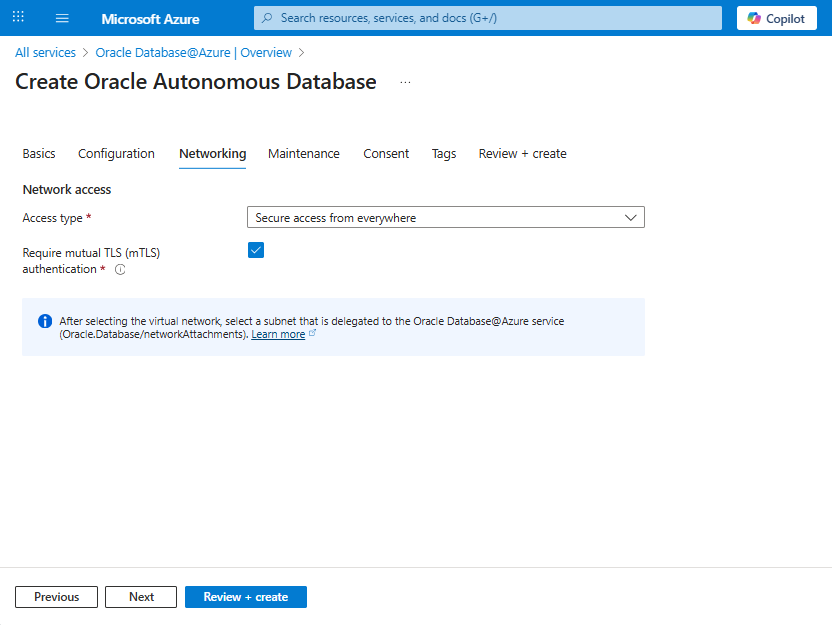 Microsoft Azure
Search resources, services, and docs (G+/)
Copilot
All services > Oracle Database@Azure | Overview >
Create Oracle Autonomous Database ...
Basics Configuration Networking Maintenance Consent Tags Review + create
Network access
Access type *
Secure access from everywhere
Require mutual TLS (mTLS)
authentication *
After selecting the virtual network, select a subnet that is delegated to the Oracle Database@Azure service
(Oracle.Database/networkAttachments). Learn more
Previous Next Review + create